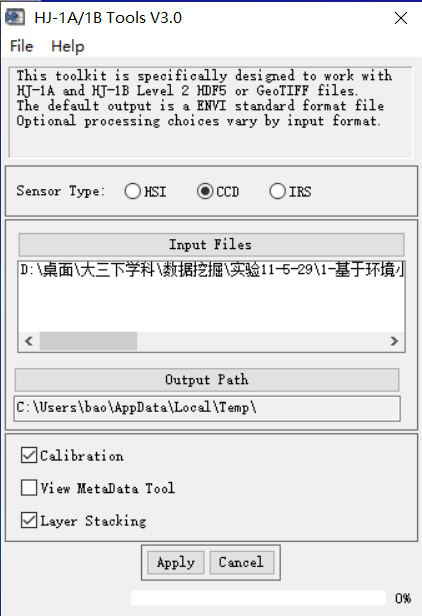 HJ-1A/1B Tools V3.0
File Help
This toolkit is specifically designed to work with
HJ-1A and HJ-1B Level 2 HDF5 or GeoTIFF files.
The default output is a ENVI standard format file
Optional processing choices vary by input format.
Sensor Type: HSI CCD IRS
Input Files
D:\桌面\大三下学科\数据挖掘\实验11-5-29\1-基于环境小
Output Path
C:\Users\bao\AppData\Local\Temp\
Calibration
View MetaData Tool
Layer Stacking
Apply Cancel
0%